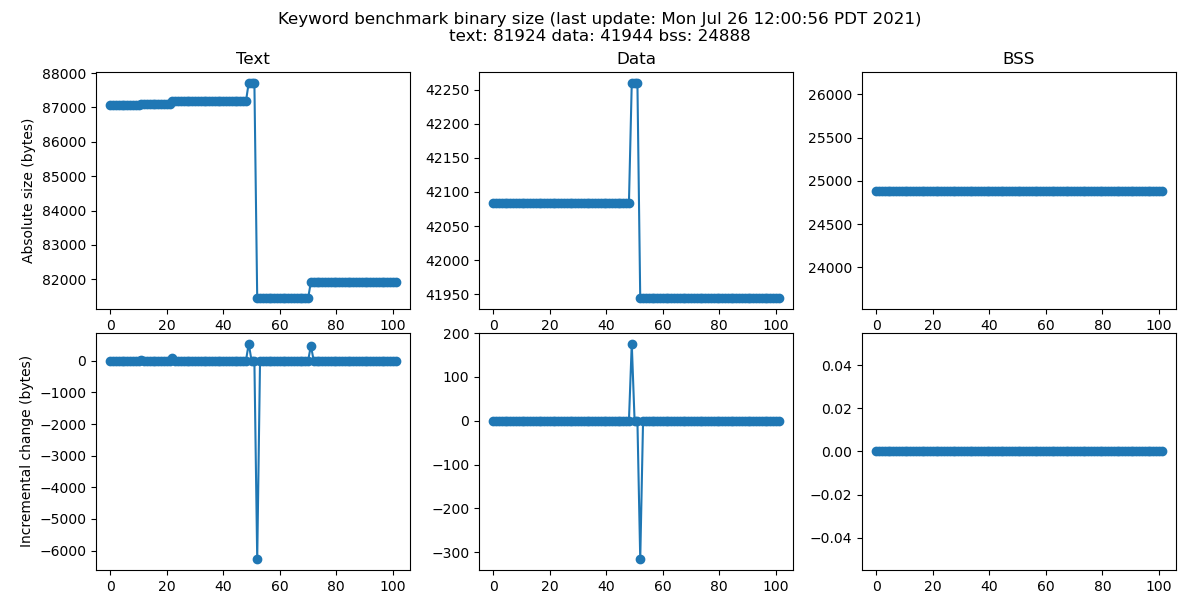 Keyword benchmark binary size (last update: Mon Jul 26 12:00:56 PDT 2021)
text: 81924 data: 41944 bss: 24888
Text
Data
BSS
Absolute size (bytes)
88000
87000
86000
85000
84000
83000
82000
0 20 40 60 80 100
42250
42200
42150
42100
42050
42000
41950
0 20 40 60 80 100
26000
25500
25000
24500
24000
0 20 40 60 80 100
Incremental change (bytes)
0
−1000
−2000
−3000
−4000
−5000
−6000
0 20 40 60 80 100
200
100
0
−100
−200
−300
0 20 40 60 80 100
0.04
0.02
0.00
−0.02
−0.04
0 20 40 60 80 100